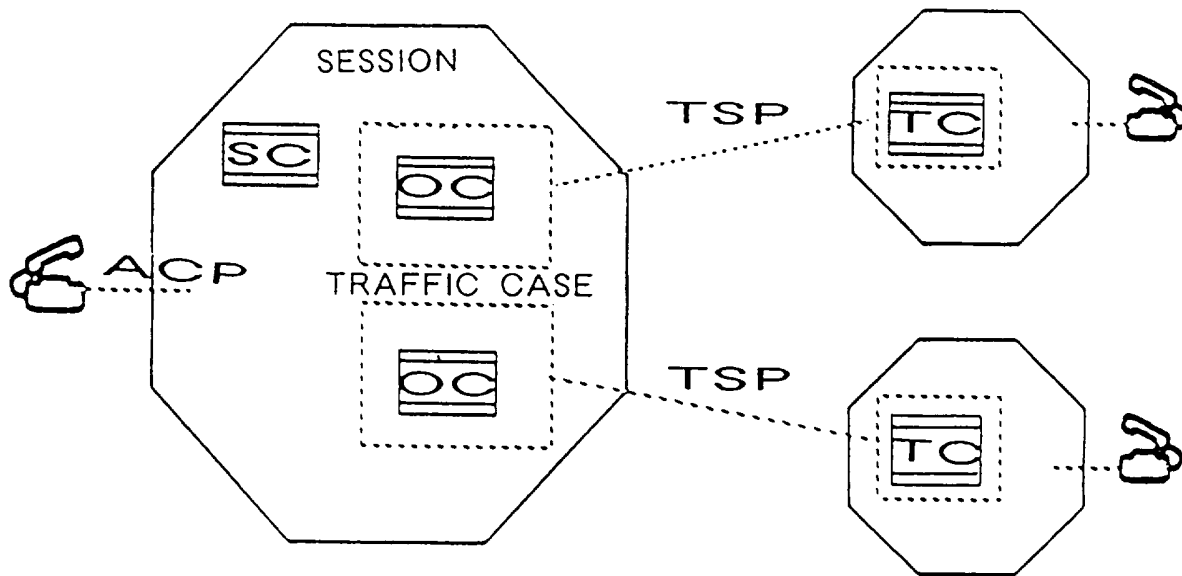 SESSION
SC
OC
TSP
TC
ACP
TRAFFIC CASE
OC
TSP
TC